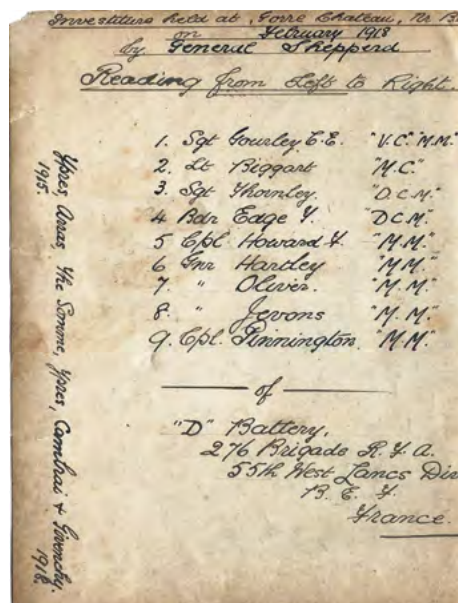 Investiture held at Gorre Chateau, Nr
on February 1918
by General Shepperd
Reading from Left to Right.
1. Sgt Gourley C.E. "V.C." "M.M."
2. Lt Biggart "M.C."
3. Sgt Thornley. "D.C.M."
4 Bdr Edge F. "D.C.M."
5 Cpl. Howard F. "M.M."
6 Gnr Hartley "M.M."
7. " Oliver. "M.M."
8. " Jevons "M.M."
9. Cpl. Pinnington. "M.M."
of
"D" Battery,
276 Brigade R.F.A.
55th West Lancs Div
B.E.F.
France.
Ypres, Arras, The Somme, Ypres, Cambrai & Givenchy.
1915. 1918.